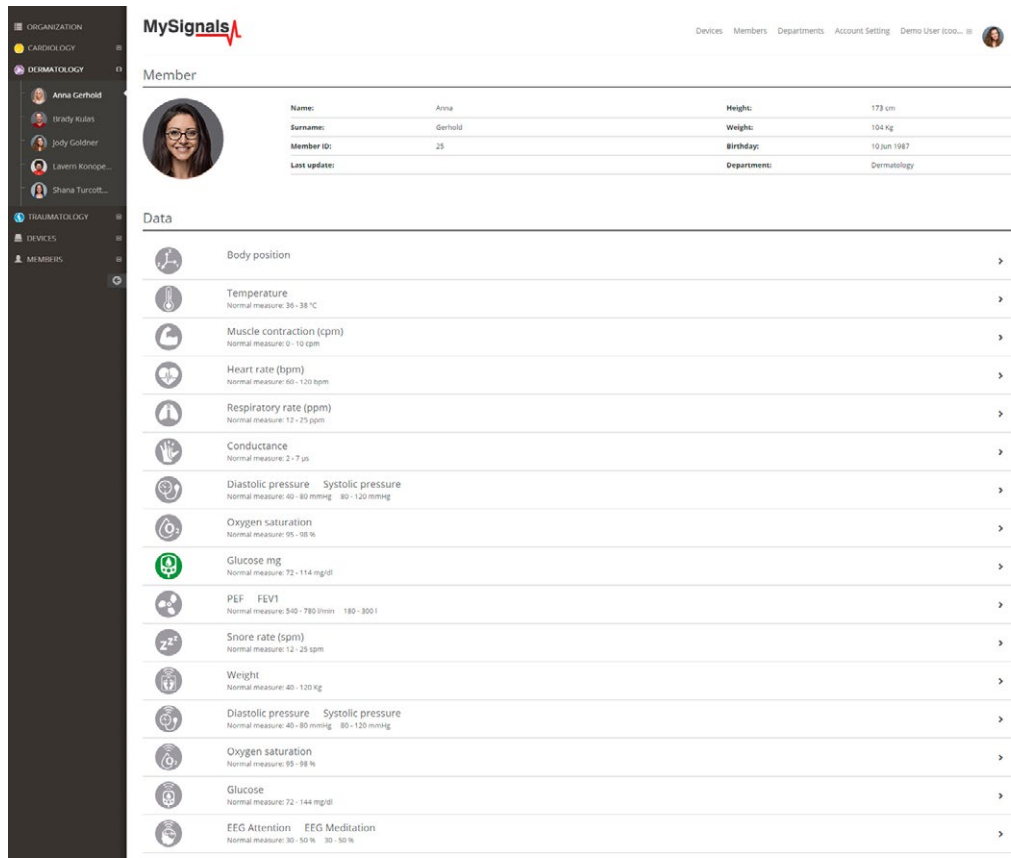 ORGANIZATION
CARDIOLOGY
DERMATOLOGY
Anna Gerhold
Brady Kulas
Jody Goldner
Lavern Konope...
Shana Turcott...
TRAUMATOLOGY
DEVICES
MEMBERS
MySignals
Devices Members Departments Account Setting Demo User (coo...
Member
Name: Anna Height: 173 cm
Surname: Gerhold Weight: 104 Kg
Member ID: 25 Birthday: 10 Jun 1987
Last update: Department: Dermatology
Data
Body position
Temperature
Normal measure: 36 - 38 °C
Muscle contraction (cpm)
Normal measure: 0 - 10 cpm
Heart rate (bpm)
Normal measure: 60 - 120 bpm
Respiratory rate (ppm)
Normal measure: 12 - 25 ppm
Conductance
Normal measure: 2 - 7 µs
Diastolic pressure Systolic pressure
Normal measure: 40 - 80 mmHg 80 - 120 mmHg
Oxygen saturation
Normal measure: 95 - 98 %
Glucose mg
Normal measure: 72 - 114 mg/dl
PEF FEV1
Normal measure: 540 - 780 l/min 180 - 300 l
Snore rate (spm)
Normal measure: 12 - 25 spm
Weight
Normal measure: 40 - 120 Kg
Diastolic pressure Systolic pressure
Normal measure: 40 - 80 mmHg 80 - 120 mmHg
Oxygen saturation
Normal measure: 95 - 98 %
Glucose
Normal measure: 72 - 144 mg/dl
EEG Attention EEG Meditation
Normal measure: 30 - 50 % 30 - 50 %